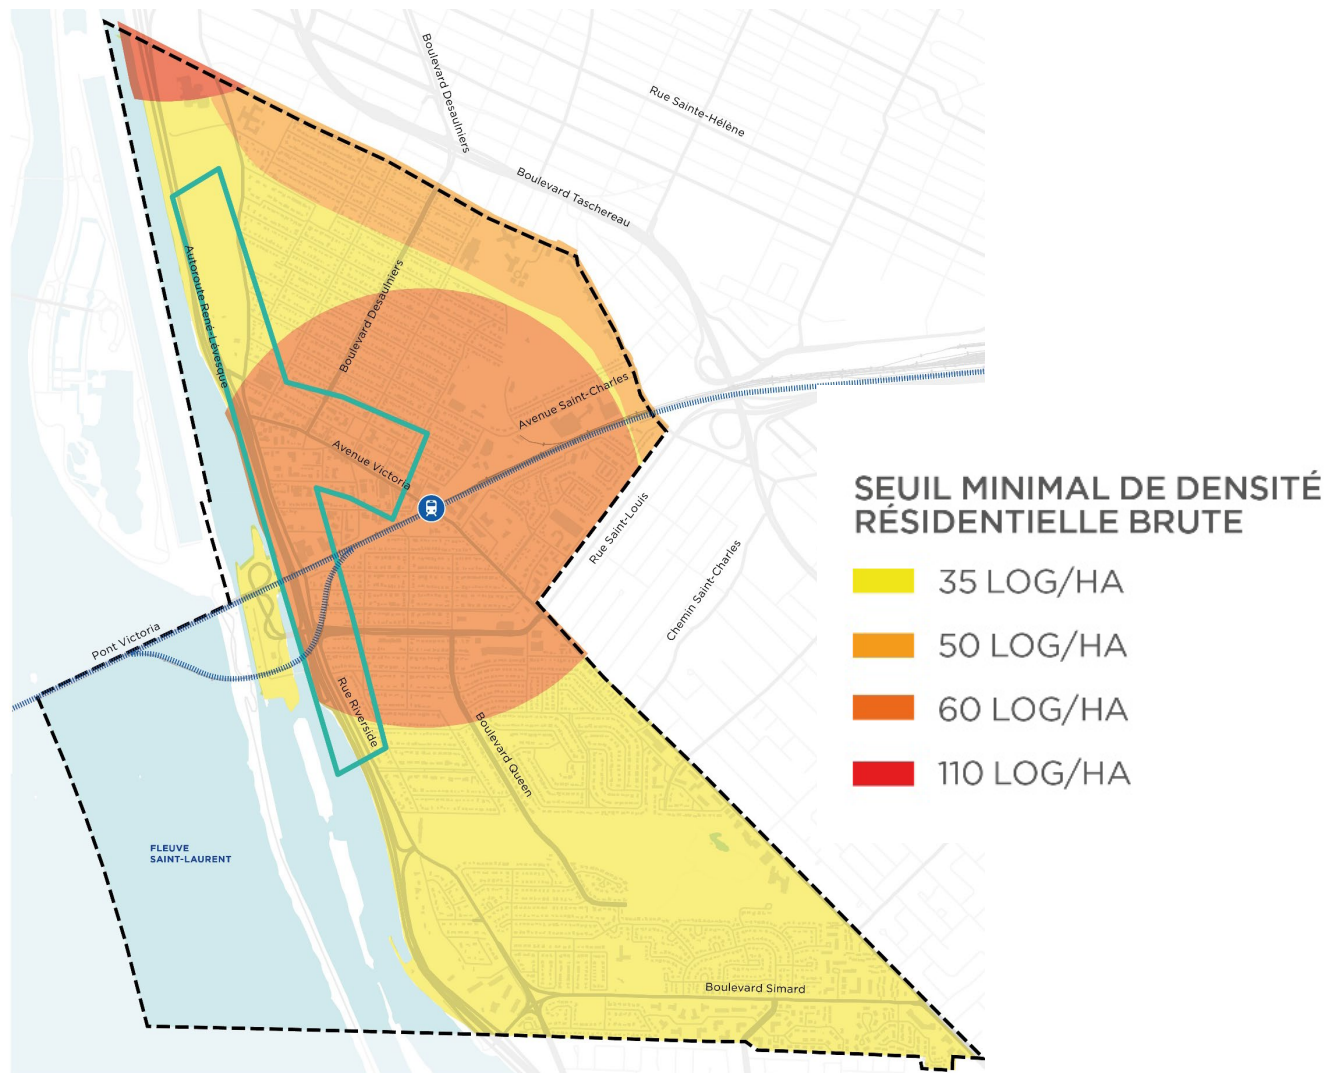 Boulevard Desaulniers
Rue Sainte-Hélène
Boulevard Taschereau
Autoroute René-Lévesque
Boulevard Desaulniers
Avenue Saint-Charles
Avenue Victoria
Rue Saint-Louis
Chemin Saint-Charles
Pont Victoria
Rue Riverside
Boulevard Queen
FLEUVE
SAINT-LAURENT
Boulevard Simard
SEUIL MINIMAL DE DENSITÉ
RÉSIDENTIELLE BRUTE
35 LOG/HA
50 LOG/HA
60 LOG/HA
110 LOG/HA